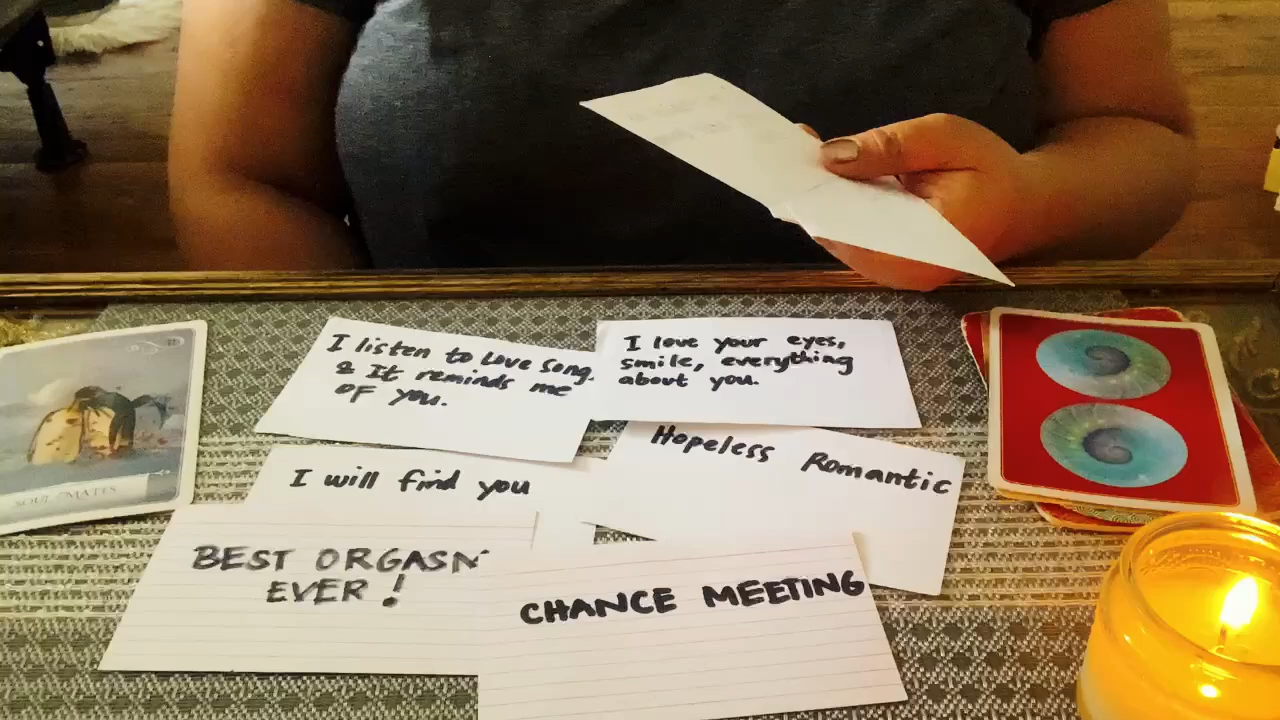 I listen to Love Song.
& It reminds me
OF you.
I love your eyes,
smile, everything
about you.
Hopeless Romantic
I will find you
SOUL MATES
BEST ORGASM
EVER!
CHANCE MEETING